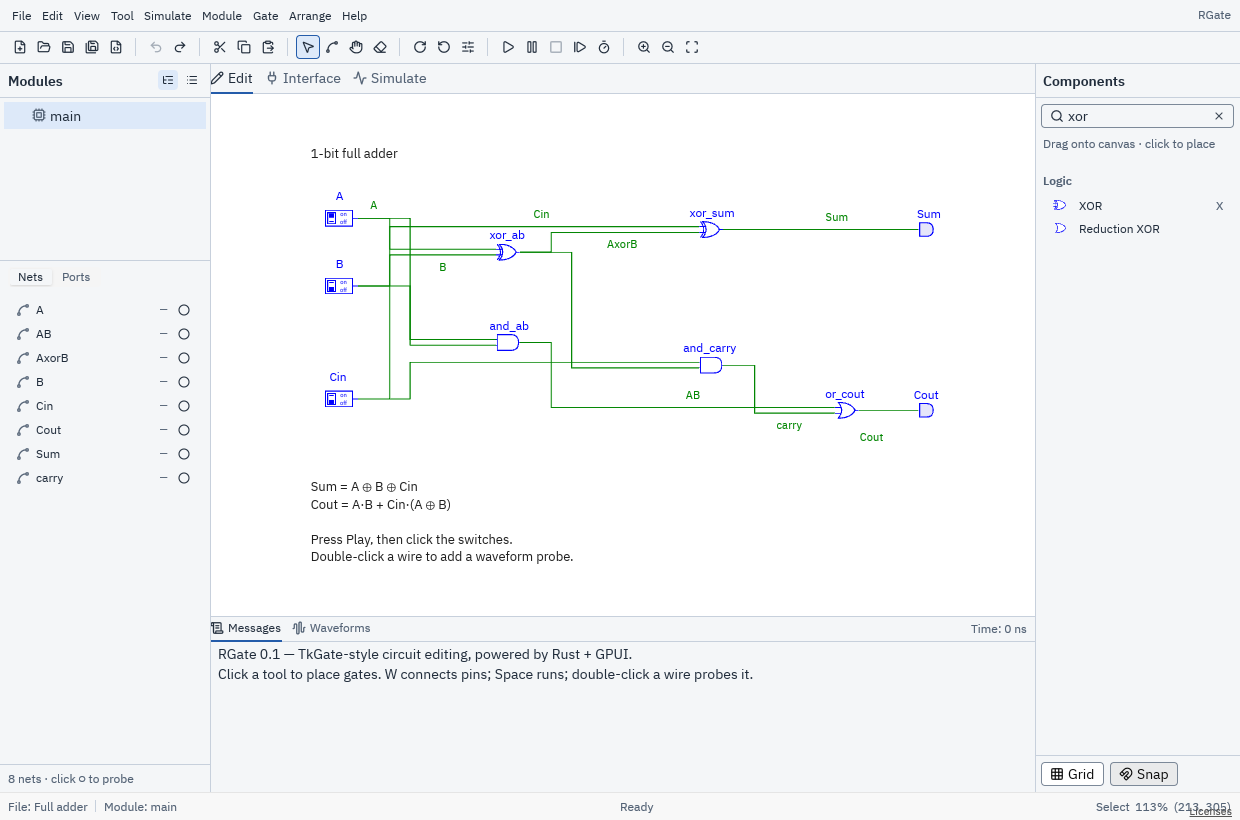 File Edit View Tool Simulate Module Gate Arrange Help RGate
Modules
Edit Interface Simulate
Components
main
xor
Drag onto canvas · click to place
Logic
XOR X
Reduction XOR
1-bit full adder
A
on
off
A
Cin
xor_sum
Sum
Sum
xor_ab
AxorB
B
on
off
B
and_ab
and_carry
Cin
on
off
AB
or_cout
Cout
carry
Cout
Sum = A ⊕ B ⊕ Cin
Cout = A·B + Cin·(A ⊕ B)
Press Play, then click the switches.
Double-click a wire to add a waveform probe.
Nets Ports
A
AB
AxorB
B
Cin
Cout
Sum
carry
8 nets · click ○ to probe
Messages Waveforms Time: 0 ns
RGate 0.1 — TkGate-style circuit editing, powered by Rust + GPUI.
Click a tool to place gates. W connects pins; Space runs; double-click a wire probes it.
Grid Snap
File: Full adder Module: main Ready Select 113% (213, 305)
Licenses